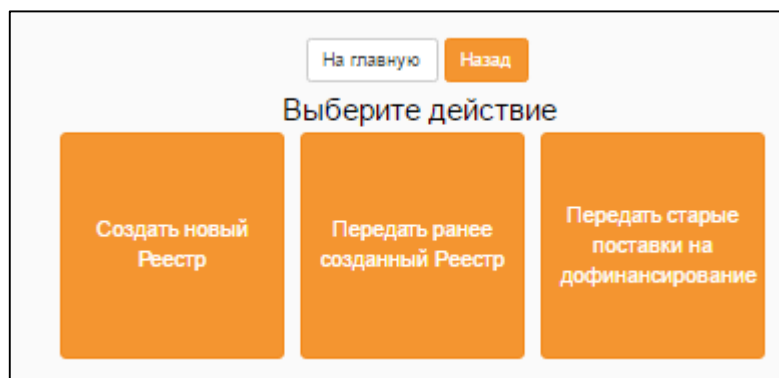 На главную Назад
Выберите действие
Создать новый
Реестр
Передать ранее
созданный Реестр
Передать старые
поставки на
дофинансирование